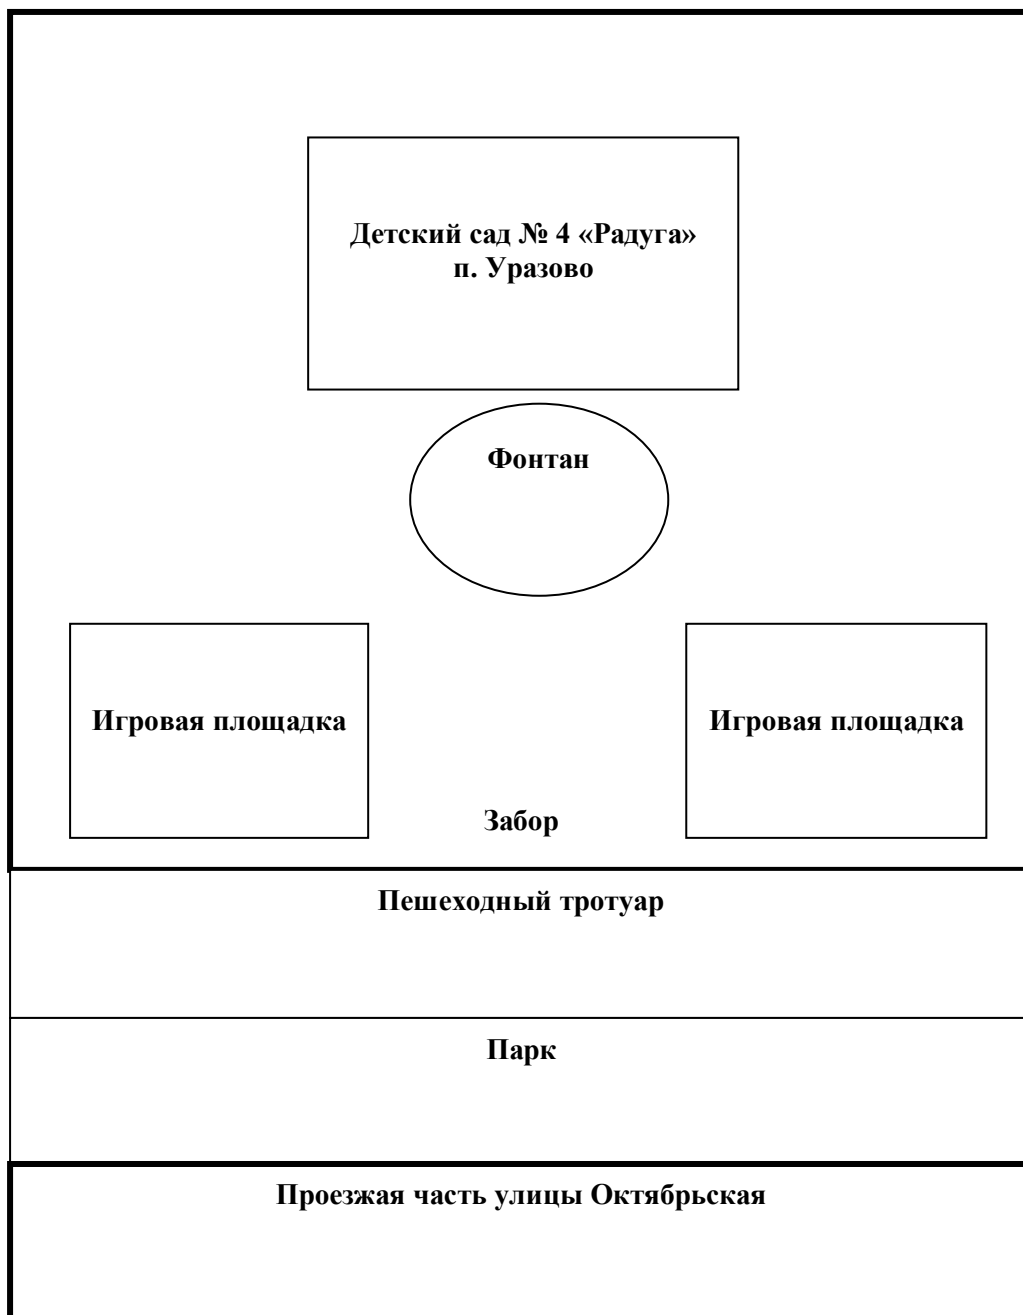 Детский сад № 4 «Радуга»
п. Уразово
Фонтан
Игровая площадка
Игровая площадка
Забор
Пешеходный тротуар
Парк
Проезжая часть улицы Октябрьская